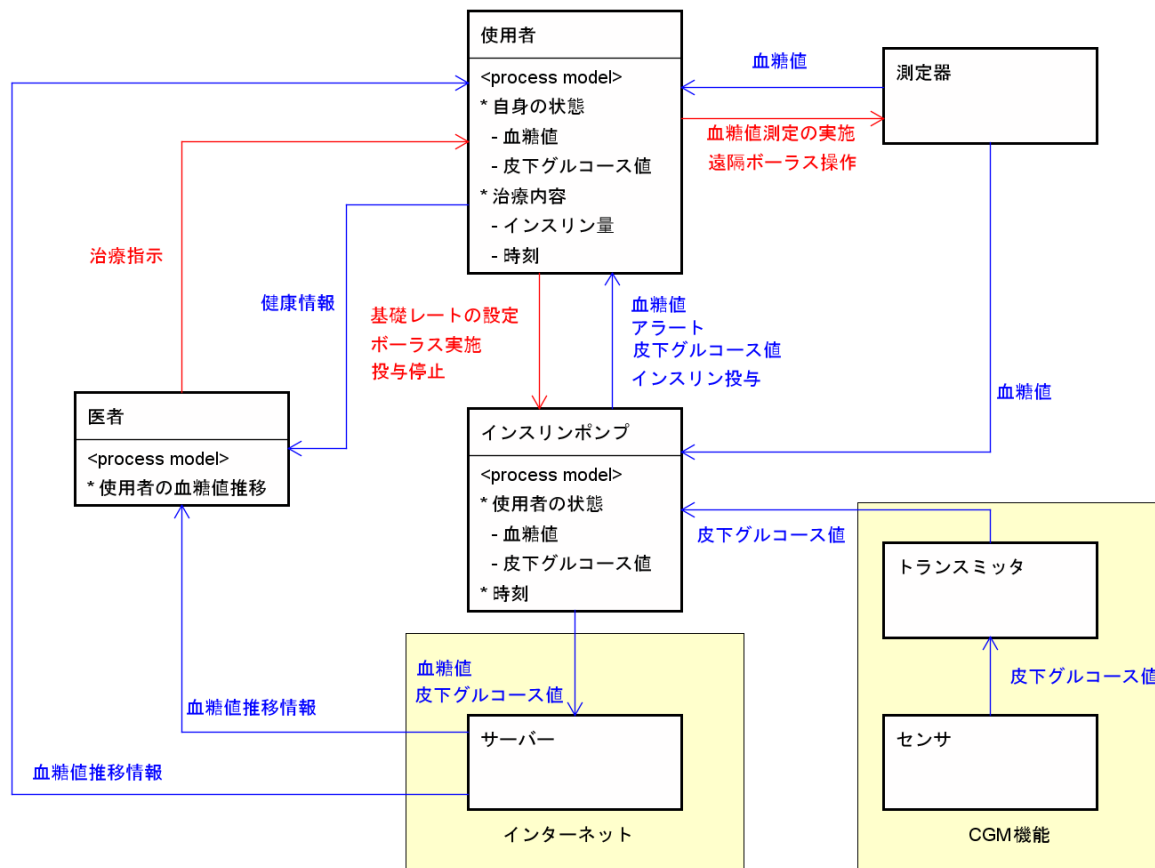 使用者
<process model>
* 自身の状態
- 血糖値
- 皮下グルコース値
* 治療内容
- インスリン量
- 時刻
血糖値
測定器
血糖値測定の実施
遠隔ボーラス操作
治療指示
健康情報
基礎レートの設定
ボーラス実施
投与停止
血糖値
アラート
皮下グルコース値
インスリン投与
血糖値
医者
<process model>
* 使用者の血糖値推移
インスリンポンプ
<process model>
* 使用者の状態
- 血糖値
- 皮下グルコース値
* 時刻
皮下グルコース値
トランスミッタ
皮下グルコース値
センサ
CGM機能
血糖値
皮下グルコース値
サーバー
インターネット
血糖値推移情報
血糖値推移情報